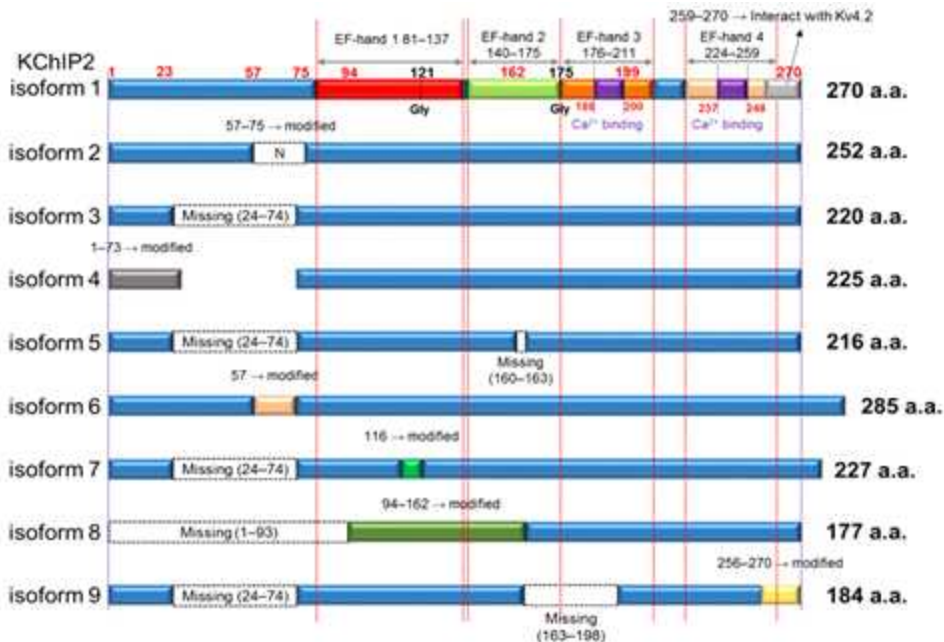 259–270 → Interact with Kv4.2
EF-hand 1 81–137
EF-hand 2
140–175
EF-hand 3
176–211
EF-hand 4
224–259
KChIP2
1 23 57 75 94 121 162 175 199 270
isoform 1 270 a.a.
Gly Gly 188 200 237 248
Ca²⁺ binding Ca²⁺ binding
57–75 → modified
isoform 2 N 252 a.a.
isoform 3 Missing (24–74) 220 a.a.
1–73 → modified
isoform 4 225 a.a.
isoform 5 Missing (24–74) 216 a.a.
Missing
(160–163)
57 → modified
isoform 6 285 a.a.
116 → modified
isoform 7 Missing (24–74) 227 a.a.
94–162 → modified
isoform 8 Missing (1–93) 177 a.a.
256–270 → modified
isoform 9 Missing (24–74) 184 a.a.
Missing
(163–198)